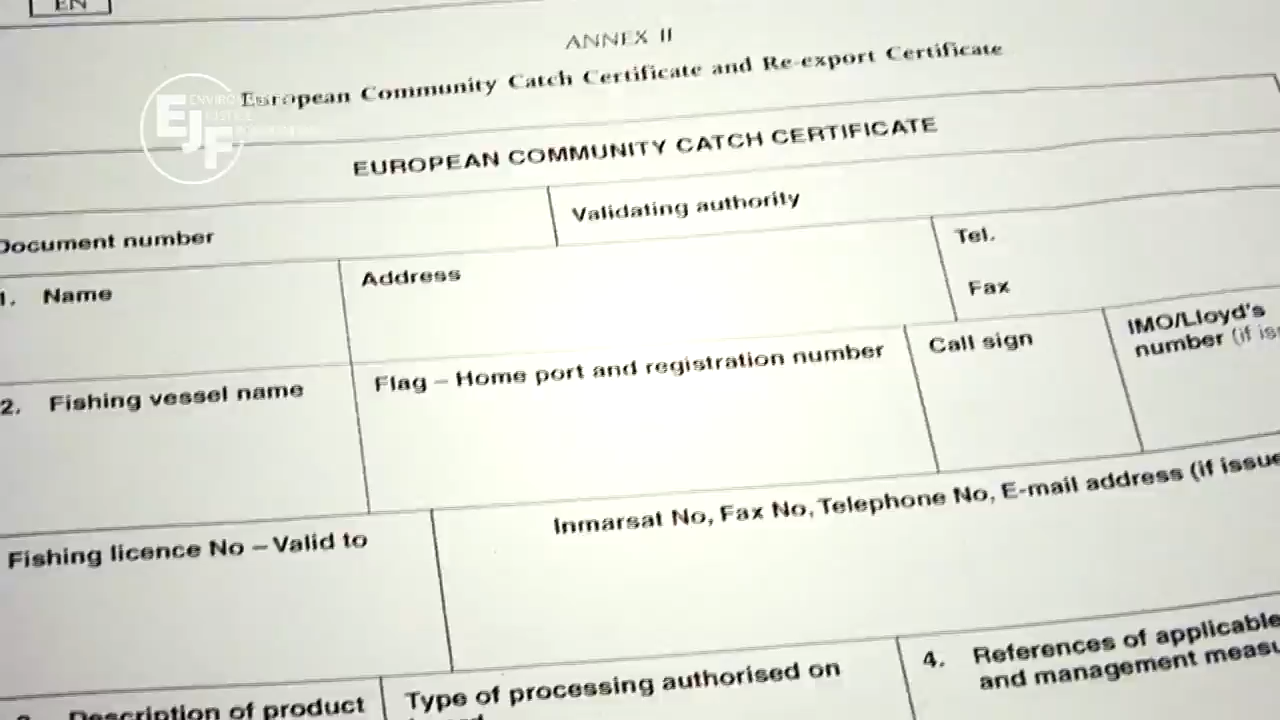 EN
ANNEX II
European Community Catch Certificate and Re-export Certificate
EJF
EUROPEAN COMMUNITY CATCH CERTIFICATE
Document number
Validating authority
1. Name
Address
Tel.
Fax
2. Fishing vessel name
Flag – Home port and registration number
Call sign
IMO/Lloyd's
number (if
Fishing licence No – Valid to
Inmarsat No, Fax No, Telephone No, E-mail address (if issue
Description of product
Type of processing authorised on
4. References of applicable
and management